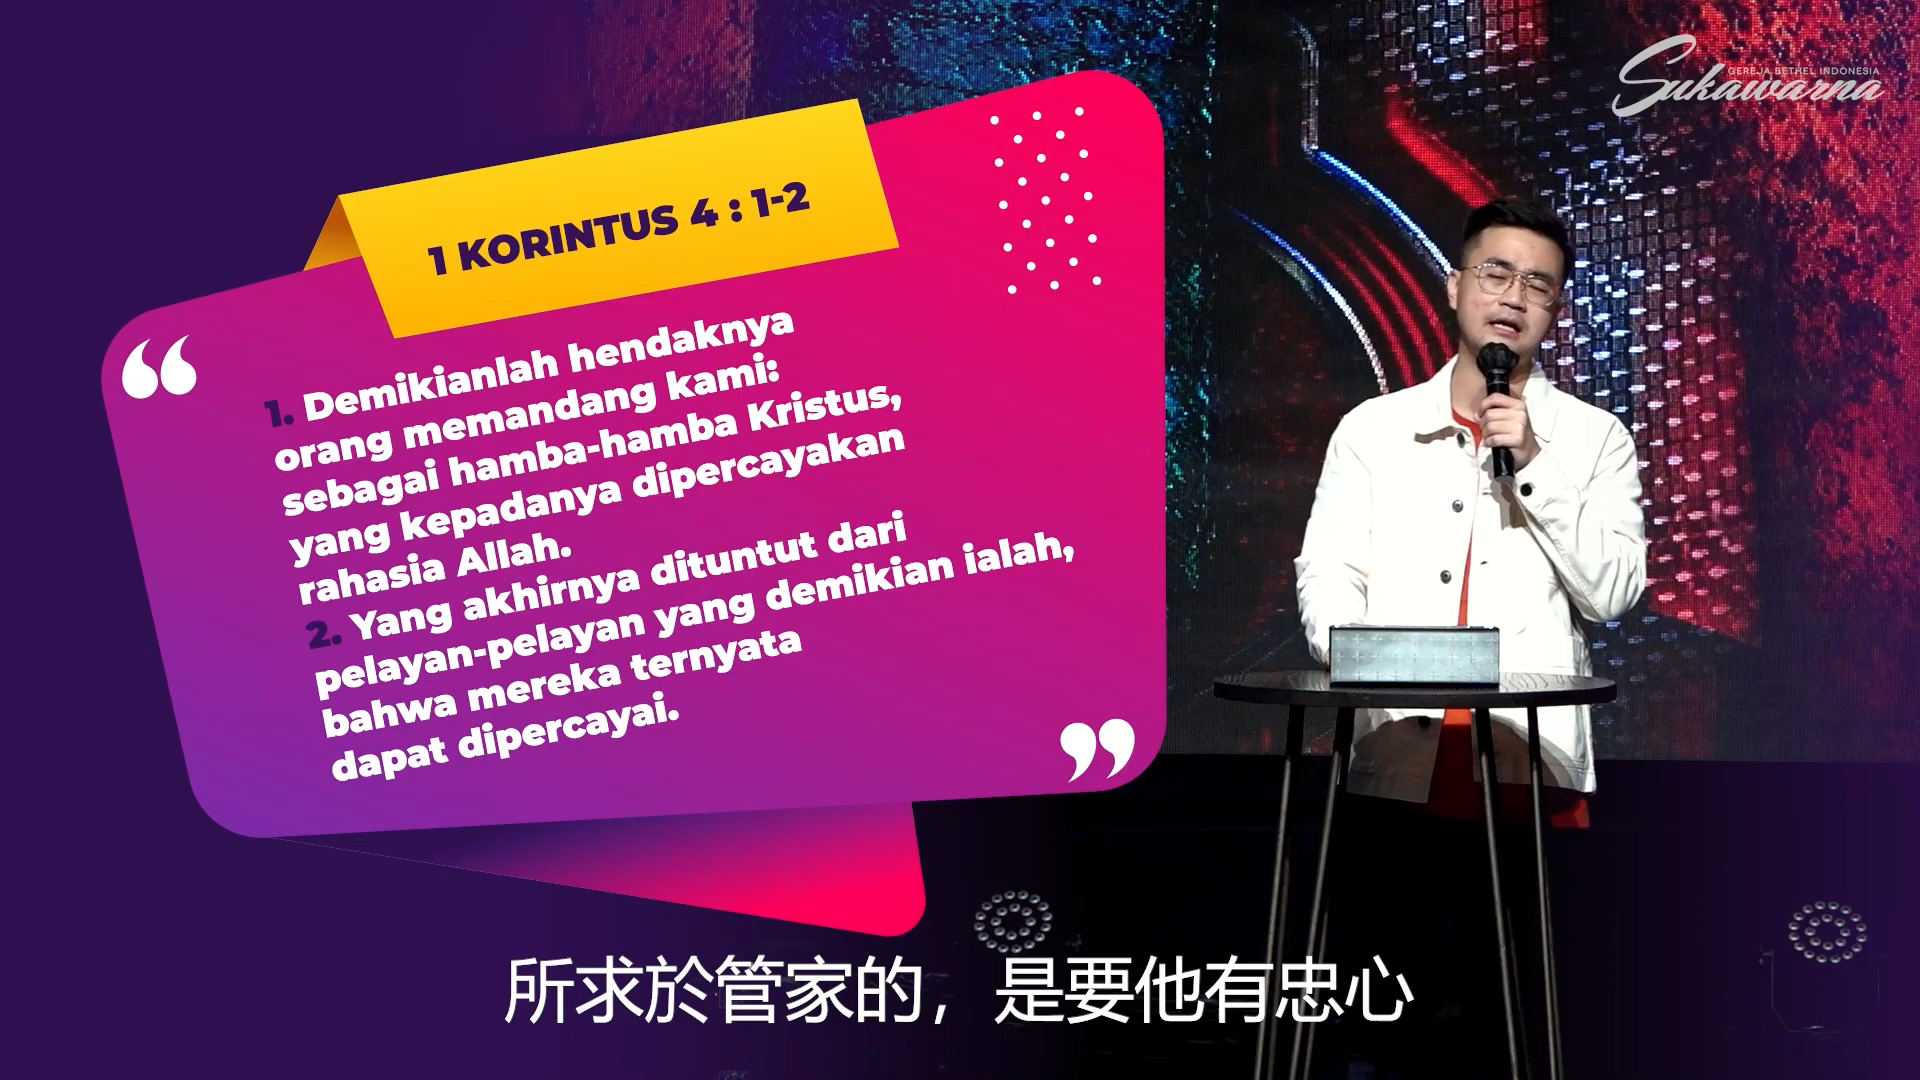 GEREJA BETHEL INDONESIA
Sukawarna
1 KORINTUS 4 : 1-2
“
1. Demikianlah hendaknya
orang memandang kami:
sebagai hamba-hamba Kristus,
yang kepadanya dipercayakan
rahasia Allah.
2. Yang akhirnya dituntut dari
pelayan-pelayan yang demikian ialah,
bahwa mereka ternyata
dapat dipercayai.
”
所求於管家的，是要他有忠心